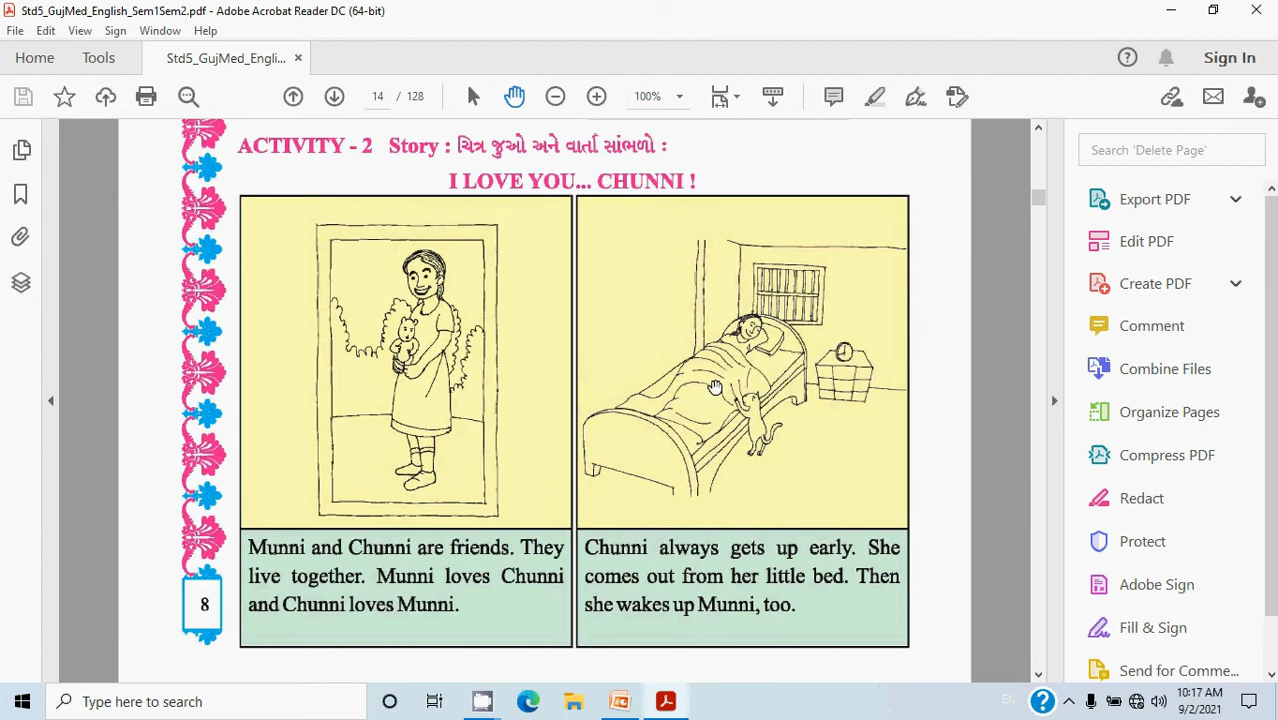 Std5_GujMed_English_Sem1Sem2.pdf - Adobe Acrobat Reader DC (64-bit)
File Edit View Sign Window Help
Home Tools Std5_GujMed_Engli... × Sign In
14 / 128 100%
ACTIVITY - 2 Story : ચિત્ર જુઓ અને વાર્તા સાંભળો :
I LOVE YOU... CHUNNI !
Munni and Chunni are friends. They
live together. Munni loves Chunni
and Chunni loves Munni.
Chunni always gets up early. She
comes out from her little bed. Then
she wakes up Munni, too.
8
Search 'Delete Page'
Export PDF
Edit PDF
Create PDF
Comment
Combine Files
Organize Pages
Compress PDF
Redact
Protect
Adobe Sign
Fill & Sign
Send for Comme...
Type here to search
EN
10:17 AM
9/2/2021